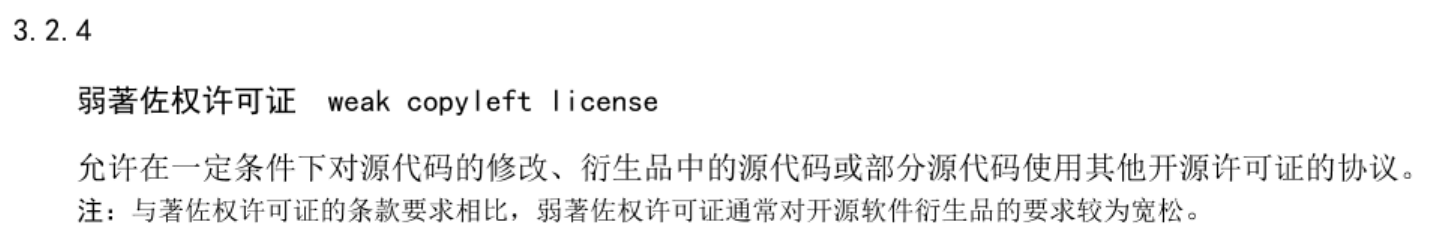 3.2.4
弱著佐权许可证 weak copyleft license
允许在一定条件下对源代码的修改、衍生品中的源代码或部分源代码使用其他开源许可证的协议。
注：与著佐权许可证的条款要求相比，弱著佐权许可证通常对开源软件衍生品的要求较为宽松。